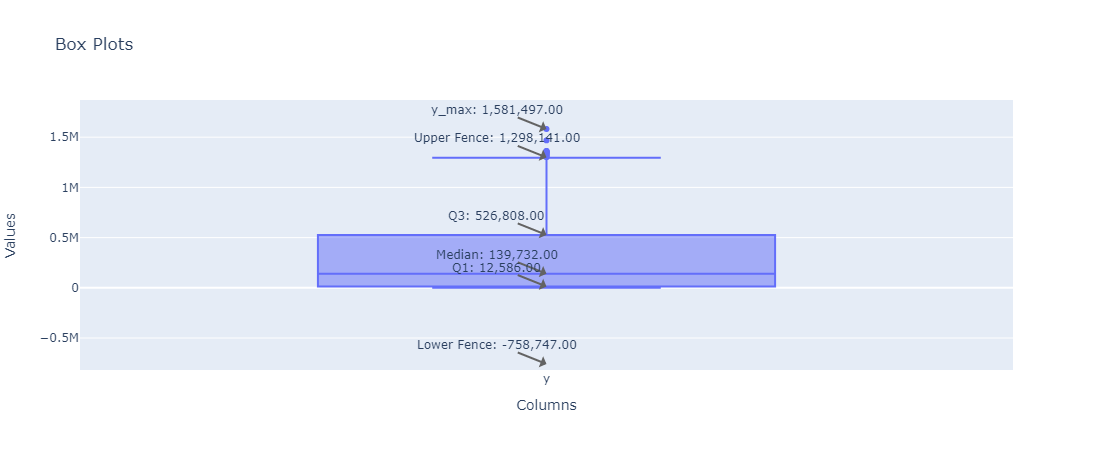 Box Plots
y_max: 1,581,497.00
Upper Fence: 1,298,141.00
1.5M
1M
Q3: 526,808.00
0.5M
Median: 139,732.00
Q1: 12,586.00
0
−0.5M
Lower Fence: -758,747.00
y
Columns
Values